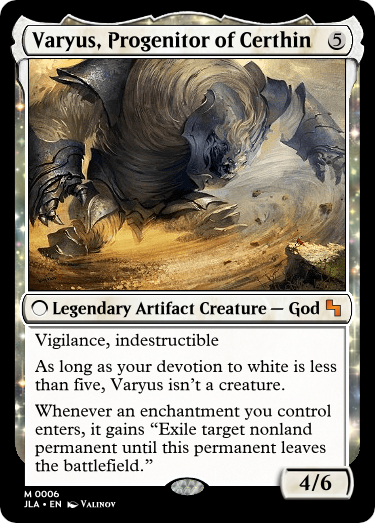 Varyus, Progenitor of Certhin 5
Legendary Artifact Creature — God
Vigilance, indestructible
As long as your devotion to white is less
than five, Varyus isn't a creature.
Whenever an enchantment you control
enters, it gains “Exile target nonland
permanent until this permanent leaves
the battlefield.”
4/6
M 0006
JLA • EN Valinov